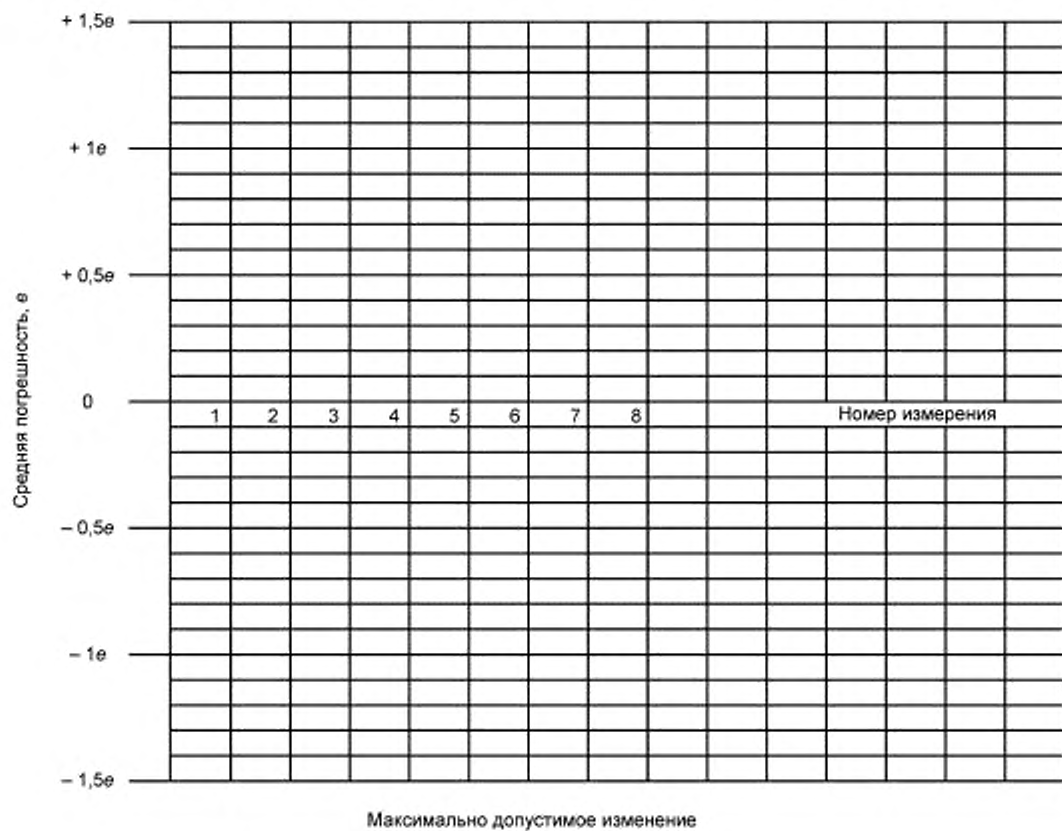 + 1,5e
+ 1e
+ 0,5e
0
– 0,5e
– 1e
– 1,5e
Средняя погрешность, e
1 2 3 4 5 6 7 8
Номер измерения
Максимально допустимое изменение